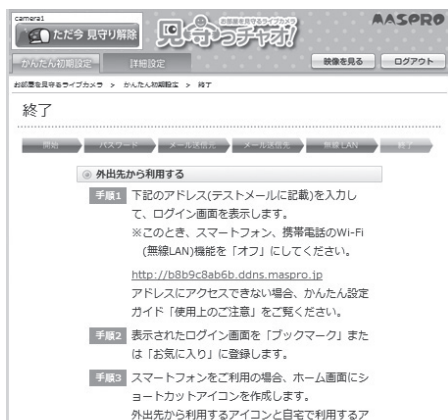 camera1
ただ今 見守り解除
お部屋を見守るライブカメラ
見守っチャオ!
MASPRO
かんたん初期設定
詳細設定
映像を見る
ログアウト
お部屋を見守るライブカメラ > かんたん初期設定 > 終了
終了
開始
パスワード
メール送信元
メール送信先
無線LAN
終了
外出先から利用する
手順1 下記のアドレス(テストメールに記載)を入力し
て、ログイン画面を表示します。
※このとき、スマートフォン、携帯電話のWi-Fi
(無線LAN)機能を「オフ」にしてください。
http://b8b9c8ab6b.ddns.maspro.jp
アドレスにアクセスできない場合、かんたん設定
ガイド「使用上のご注意」をご覧ください。
手順2 表示されたログイン画面を「ブックマーク」また
は「お気に入り」に登録します。
手順3 スマートフォンをご利用の場合、ホーム画面にシ
ョートカットアイコンを作成します。
外出先から利用するアイコンと自宅で利用するア